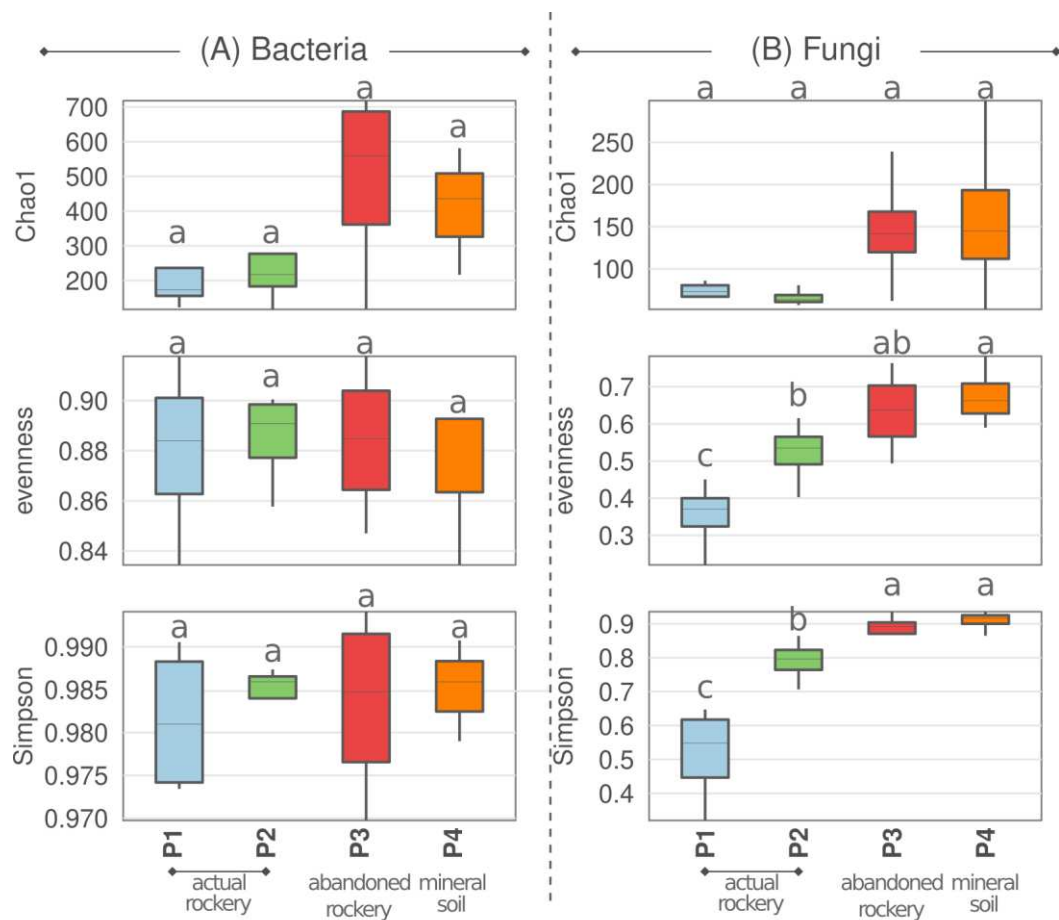 (A) Bacteria
Chao1
700
600
500
400
300
200
a a a a
evenness
0.90
0.88
0.86
0.84
a a a a
Simpson
0.990
0.985
0.980
0.975
0.970
a a a a
P1 P2 P3 P4
actual rockery
abandoned rockery
mineral soil
(B) Fungi
Chao1
250
200
150
100
a a a a
evenness
0.7
0.6
0.5
0.4
0.3
c b ab a
Simpson
0.9
0.8
0.7
0.6
0.5
0.4
c b a a
P1 P2 P3 P4
actual rockery
abandoned rockery
mineral soil